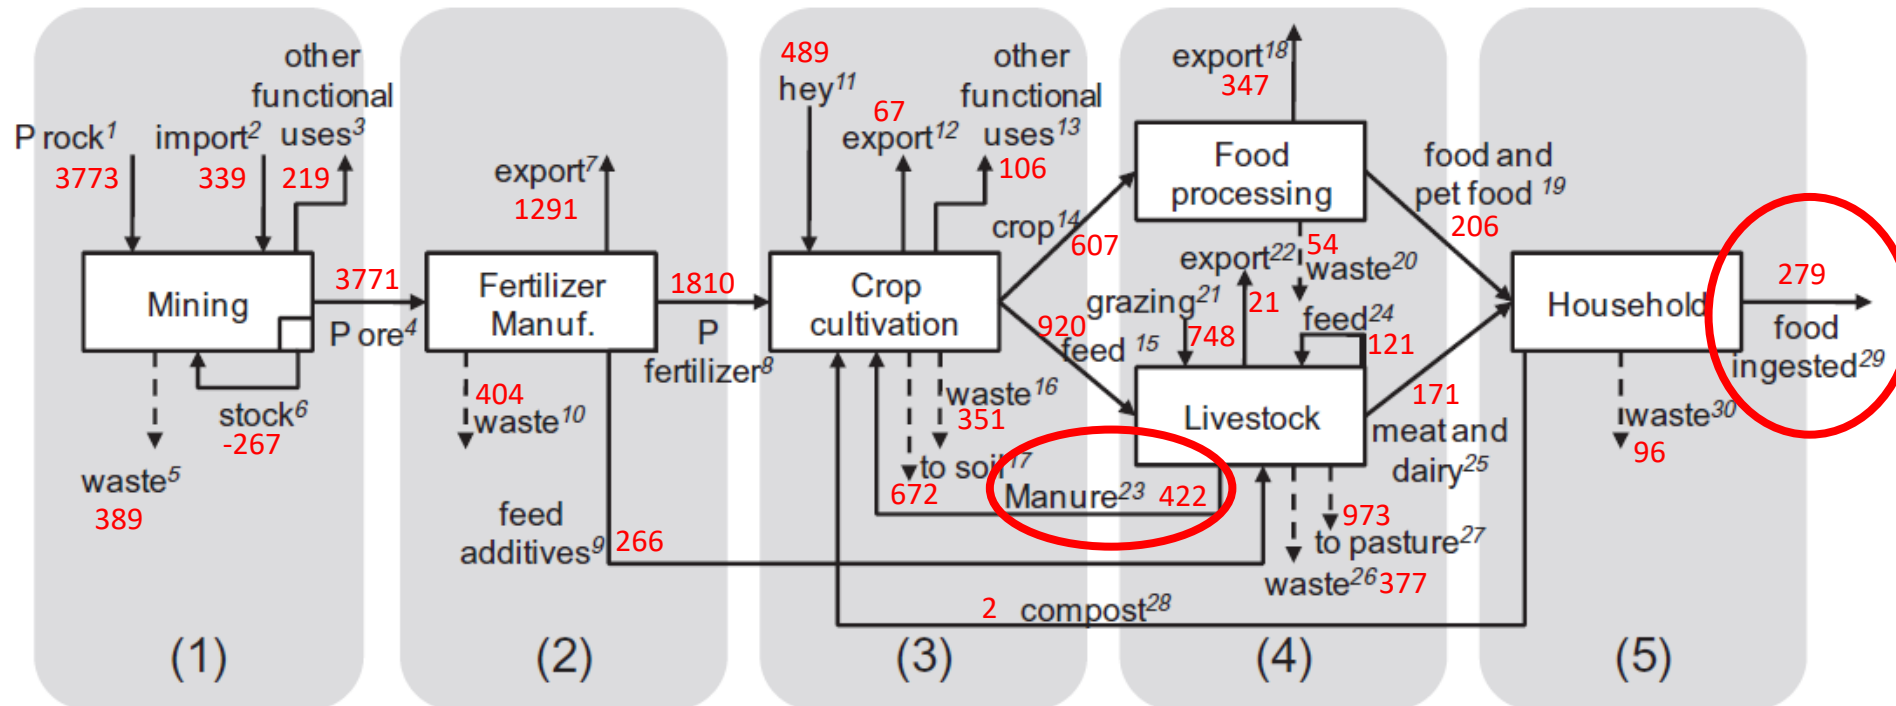 other
functional
uses3
P rock1
3773
import2
339
219
Mining
3771
P ore4
stock6
-267
waste5
389
(1)
export7
1291
Fertilizer
Manuf.
1810
P
fertilizer8
404
waste10
feed
additives9
266
(2)
489
hey11
67
export12
other
functional
uses13
106
Crop
cultivation
crop14
607
920
feed 15
waste16
351
to soil17
672
Manure23 422
2 compost28
(3)
export18
347
Food
processing
54
waste20
export22
21
grazing21
748
feed24
121
Livestock
973
to pasture27
waste26 377
(4)
food and
pet food 19
206
171
meat and
dairy25
Household
279
food
ingested29
waste30
96
(5)